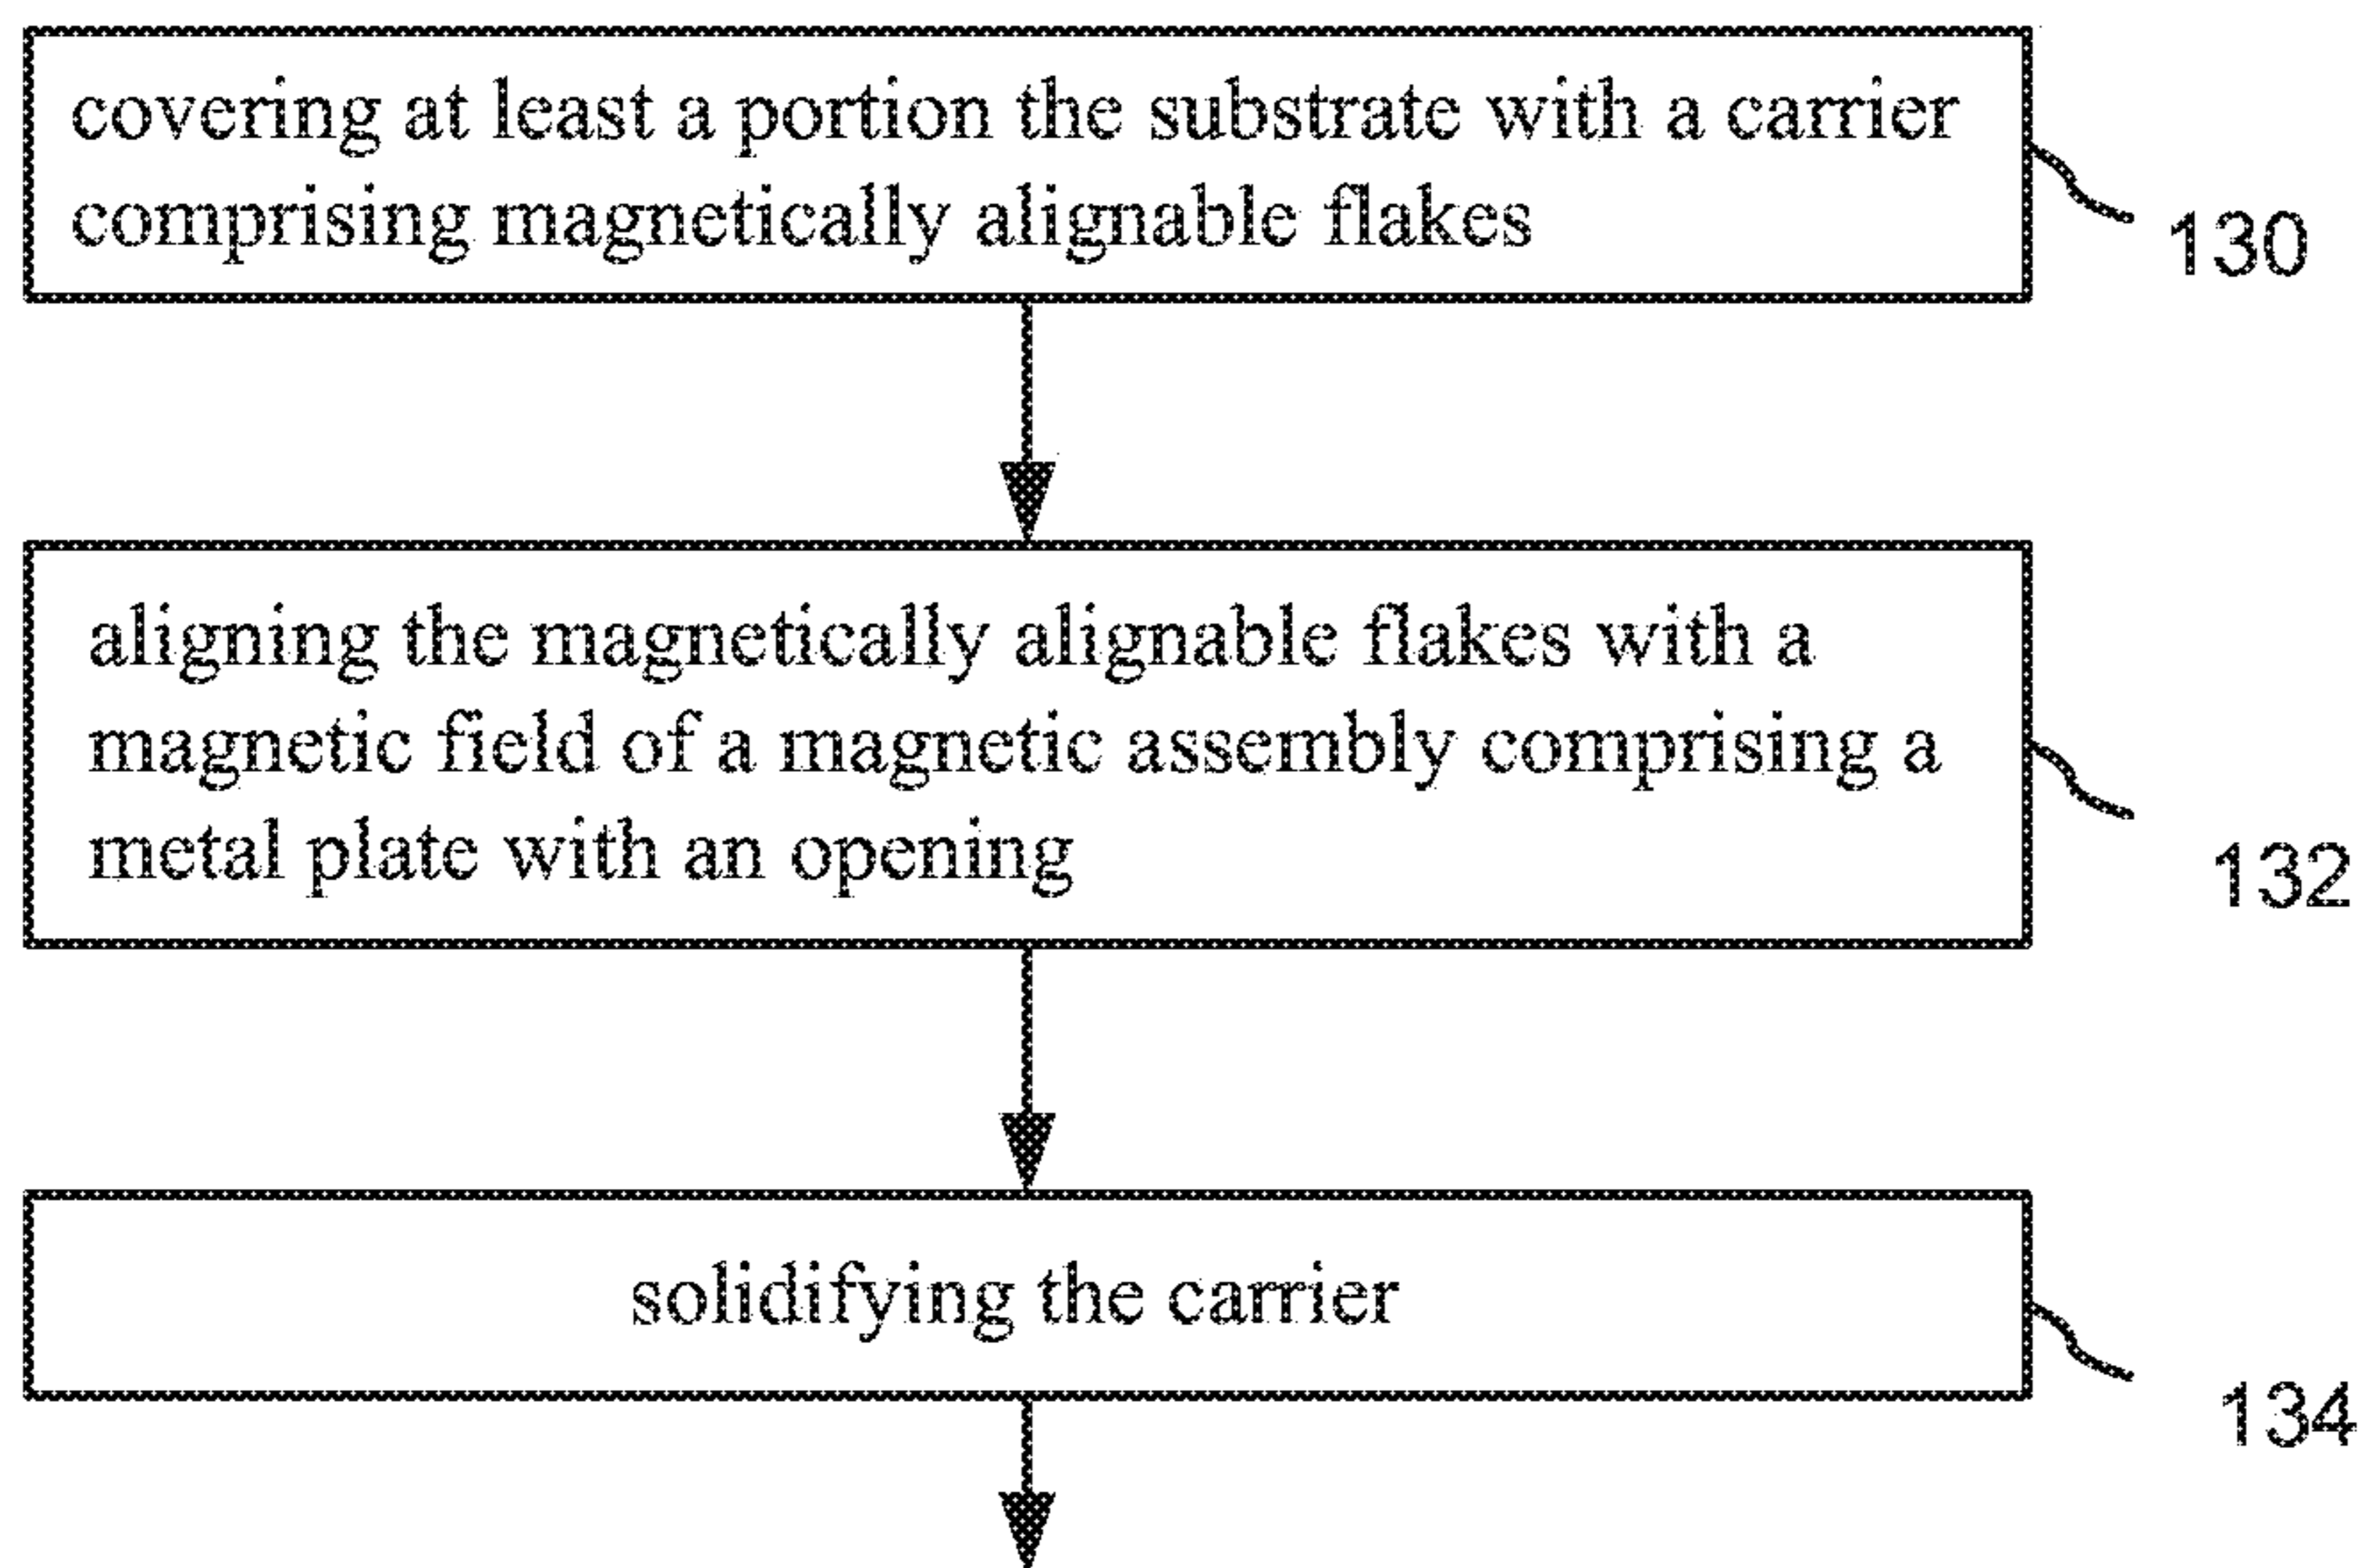 covering at least a portion the substrate with a carrier
comprising magnetically alignable flakes
130
aligning the magnetically alignable flakes with a
magnetic field of a magnetic assembly comprising a
metal plate with an opening
132
solidifying the carrier
134